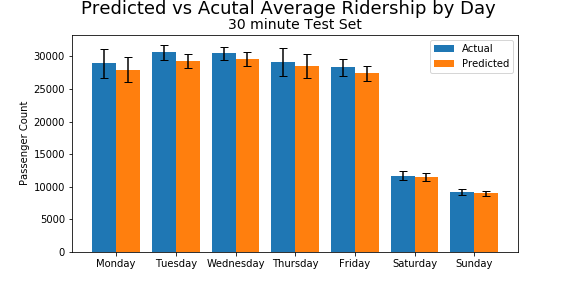 Predicted vs Acutal Average Ridership by Day
30 minute Test Set
Actual
Predicted
Passenger Count
30000
25000
20000
15000
10000
5000
0
Monday Tuesday Wednesday Thursday Friday Saturday Sunday